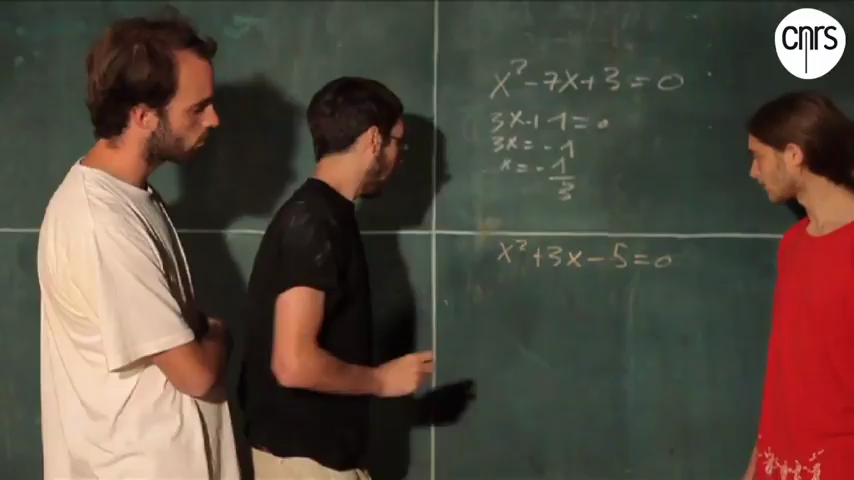 cnrs
x²-7x+3=0
3x+1=0
3x=-1
x=-1/3
x²+3x-5=0